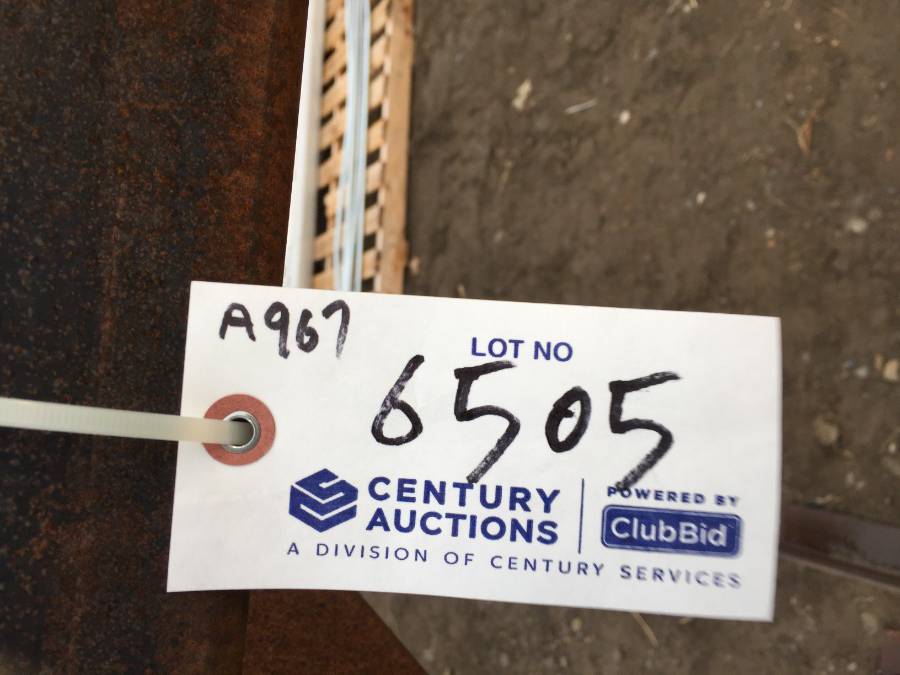 A967
LOT NO
6505
CENTURY
AUCTIONS
A DIVISION OF CENTURY SERVICES
POWERED BY
ClubBid